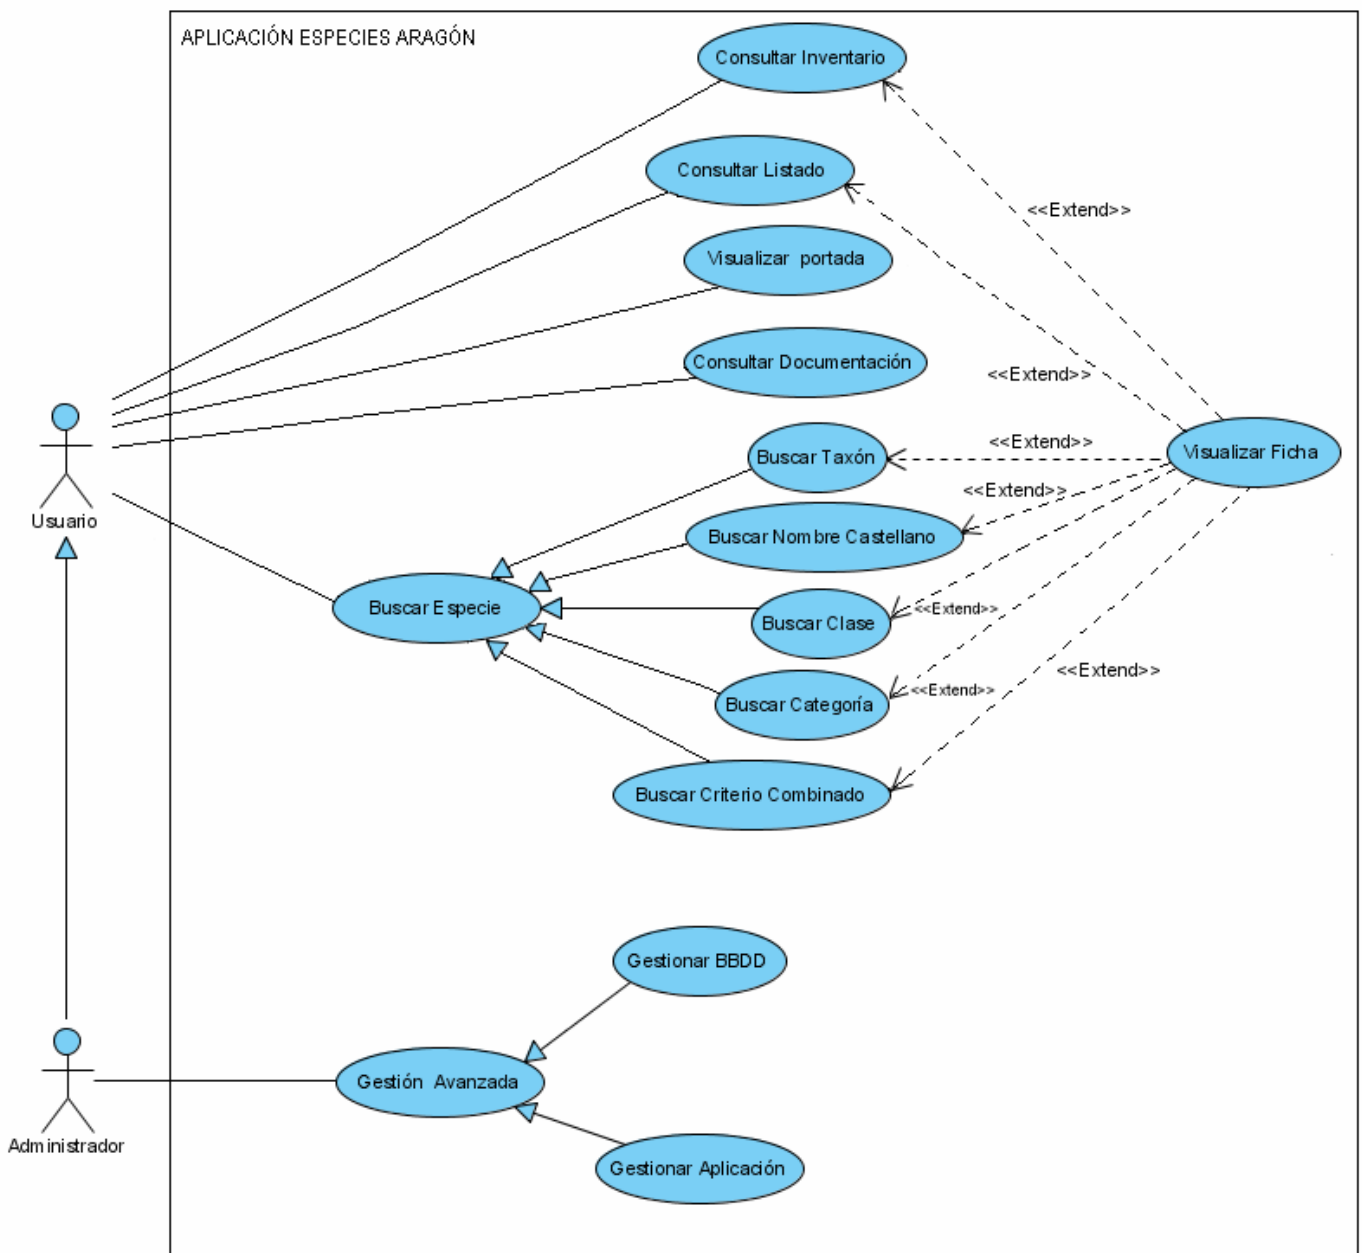 APLICACIÓN ESPECIES ARAGÓN
Consultar Inventario
Consultar Listado
<<Extend>>
Visualizar portada
Consultar Documentación
<<Extend>>
Buscar Taxón
<<Extend>>
Visualizar Ficha
<<Extend>>
Usuario
Buscar Nombre Castellano
Buscar Especie
<<Extend>>
Buscar Clase
<<Extend>>
<<Extend>>
Buscar Categoría
Buscar Criterio Combinado
Gestionar BBDD
Gestión Avanzada
Administrador
Gestionar Aplicación